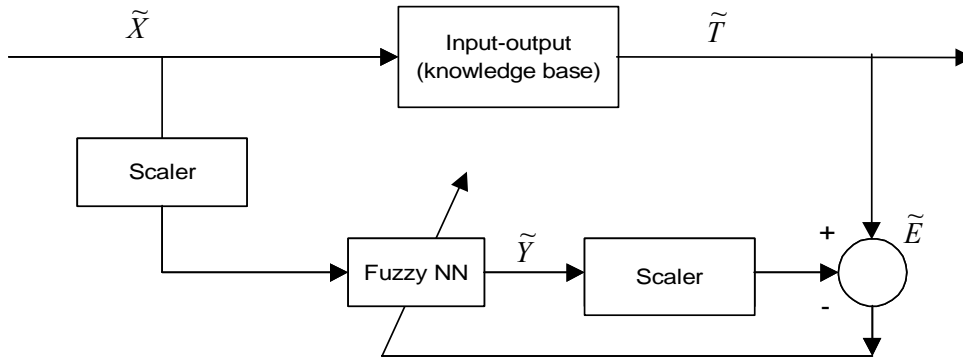 X̃
Input-output
(knowledge base)
T̃
Scaler
Fuzzy NN
Ỹ
Scaler
+
-
Ẽ